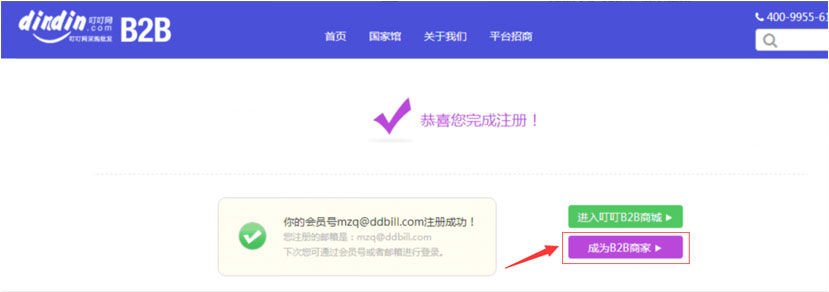 dindin 叮叮网
.com
叮叮网采购批发
B2B
首页 国家馆 关于我们 平台招商
400-9955-61
恭喜您完成注册！
你的会员号mzq@ddbill.com注册成功！
您注册的邮箱是：mzq@ddbill.com
下次您可通过会员号或者邮箱进行登录。
进入叮叮B2B商城
成为B2B商家